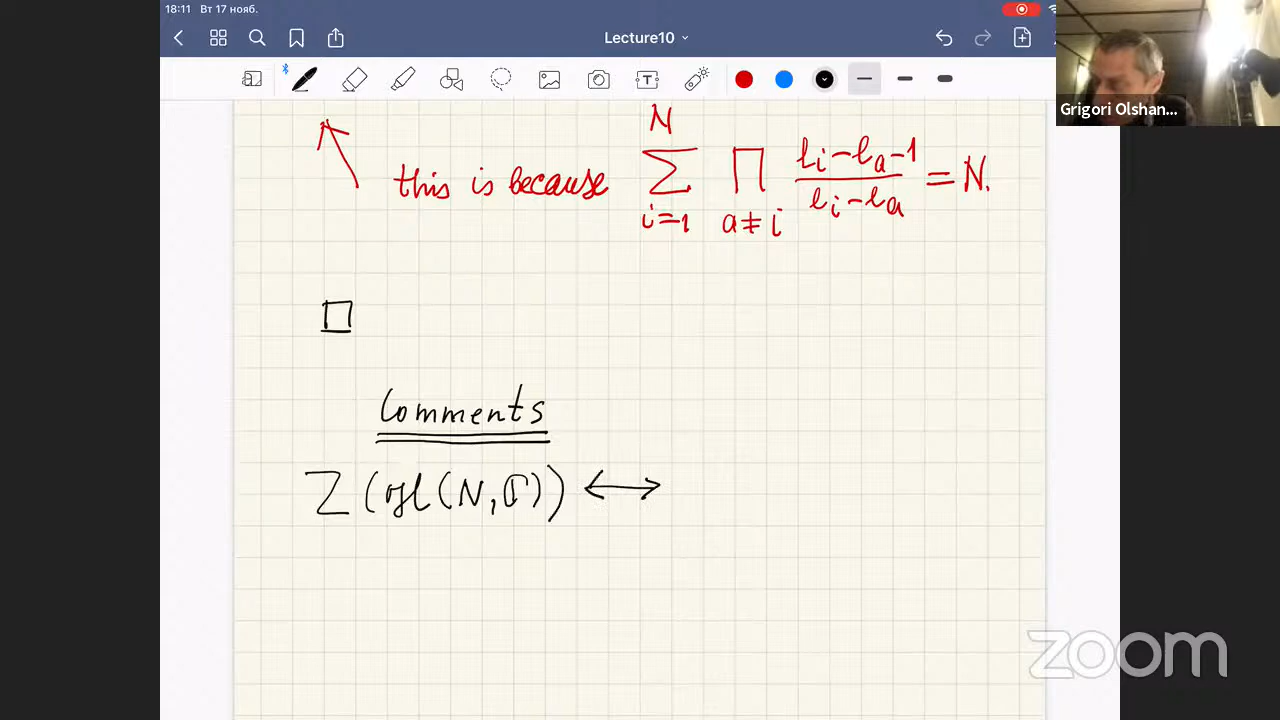 18:11 Вт 17 нояб.
Lecture10
Grigori Olshan...
this is because N Σ i=1 ∏ a≠i (l_i-l_a-1)/(l_i-l_a) = N.
Comments
Z(gl(N,ℂ)) ↔
zoom